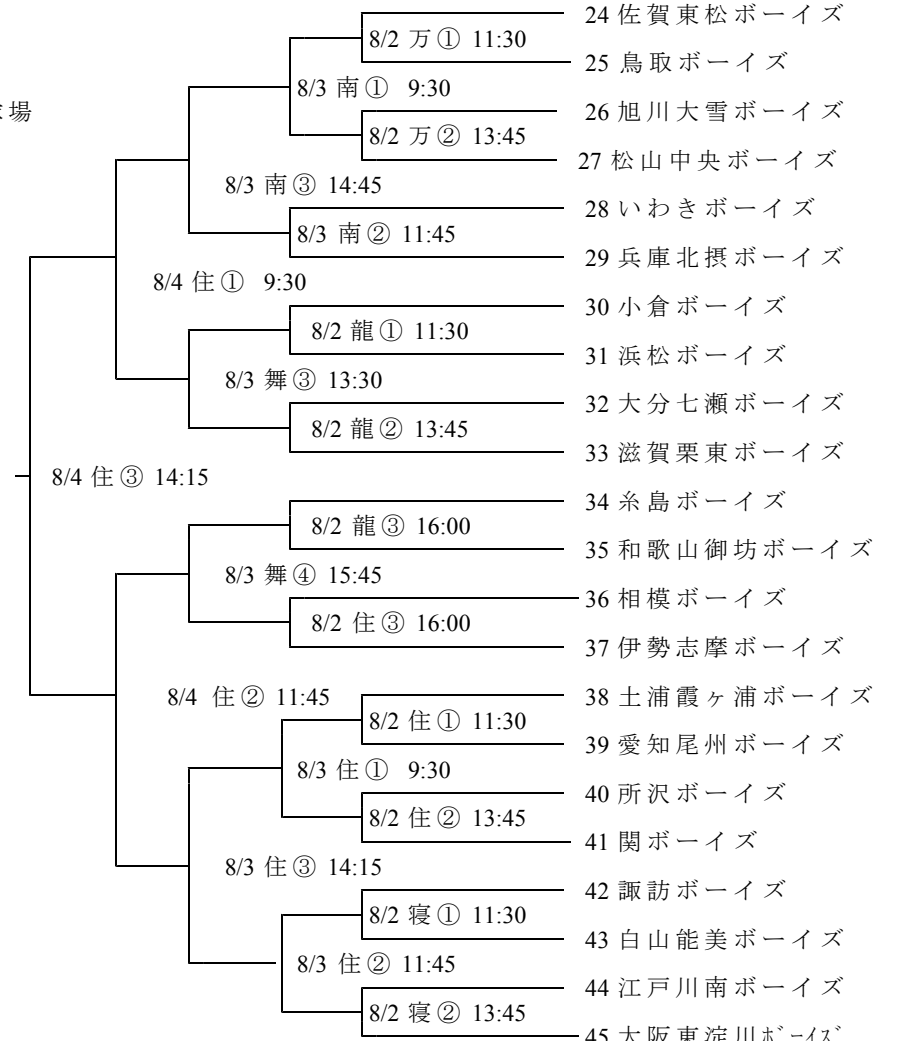 24 佐賀東松ボーイズ
8/2 万① 11:30
25 鳥取ボーイズ
8/3 南① 9:30
場
26 旭川大雪ボーイズ
8/2 万② 13:45
27 松山中央ボーイズ
8/3 南③ 14:45
28 いわきボーイズ
8/3 南② 11:45
29 兵庫北摂ボーイズ
8/4 住① 9:30
30 小倉ボーイズ
8/2 龍① 11:30
31 浜松ボーイズ
8/3 舞③ 13:30
32 大分七瀬ボーイズ
8/2 龍② 13:45
33 滋賀栗東ボーイズ
8/4 住③ 14:15
34 糸島ボーイズ
8/2 龍③ 16:00
35 和歌山御坊ボーイズ
8/3 舞④ 15:45
36 相模ボーイズ
8/2 住③ 16:00
37 伊勢志摩ボーイズ
8/4 住② 11:45
38 土浦霞ヶ浦ボーイズ
8/2 住① 11:30
39 愛知尾州ボーイズ
8/3 住① 9:30
40 所沢ボーイズ
8/2 住② 13:45
41 関ボーイズ
8/3 住③ 14:15
42 諏訪ボーイズ
8/2 寝① 11:30
43 白山能美ボーイズ
8/3 住② 11:45
44 江戸川南ボーイズ
8/2 寝② 13:45
45 大阪東淀川ボーイズ